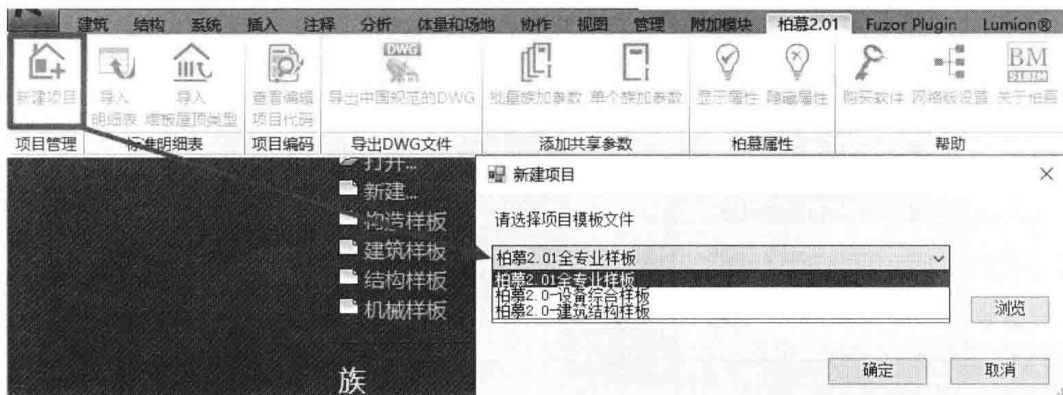 建筑 结构 系统 插入 注释 分析 体量和场地 协作 视图 管理 附加模块 柏慕2.01 Fuzor Plugin Lumion®
新建项目 导入 明细表 导入 墙板屋顶类型 查看编辑 项目代码 DWG 导出中国规范的DWG 批量族加参数 单个族加参数 显示属性 隐藏属性 购买软件 网络版设置 BM 关于柏慕
项目管理 标准明细表 项目编码 导出DWG文件 添加共享参数 柏慕属性 帮助
打开...
新建...
构造样板
建筑样板
结构样板
机械样板
族
新建项目
请选择项目模板文件
柏慕2.01全专业样板
柏慕2.01全专业样板
柏慕2.0-设备综合样板
柏慕2.0-建筑结构样板
浏览
确定 取消